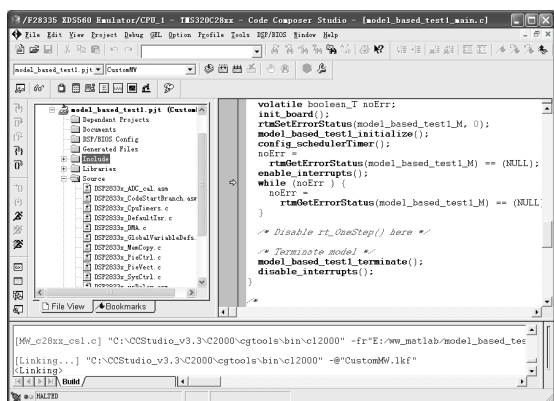 /F28335 XDS560 Emulator/CPU_1 - TMS320C28xx - Code Composer Studio - [model_based_test1_main.c]
File Edit View Project Debug GEL Option Profile Tools DSP/BIOS Window Help
model_based_test1.pjt CustomMW
model_based_test1.pjt (Custom
Dependent Projects
Documents
DSP/BIOS Config
Generated Files
Include
Libraries
Source
DSP2833x_ADC_cal.asm
DSP2833x_CodeStartBranch.asm
DSP2833x_CpuTimers.c
DSP2833x_DefaultIsr.c
DSP2833x_DMA.c
DSP2833x_GlobalVariableDefs.
DSP2833x_MemCopy.c
DSP2833x_PieCtrl.c
DSP2833x_PieVect.c
DSP2833x_SysCtrl.c
File View Bookmarks
volatile boolean_T noErr;
init_board();
rtmSetErrorStatus(model_based_test1_M, 0);
model_based_test1_initialize();
config_schedulerTimer();
noErr =
rtmGetErrorStatus(model_based_test1_M) == (NULL);
enable_interrupts();
while (noErr ) {
noErr =
rtmGetErrorStatus(model_based_test1_M) == (NULL
}
/* Disable rt_OneStep() here */
/* Terminate model */
model_based_test1_terminate();
disable_interrupts();
}
/*
[MW_c28xx_csl.c] "C:\CCStudio_v3.3\C2000\cgtools\bin\cl2000" -fr"E:/ww_matlab/model_based_tes
[Linking...] "C:\CCStudio_v3.3\C2000\cgtools\bin\cl2000" -@"CustomMW.lkf"
<Linking>
Build
HALTED